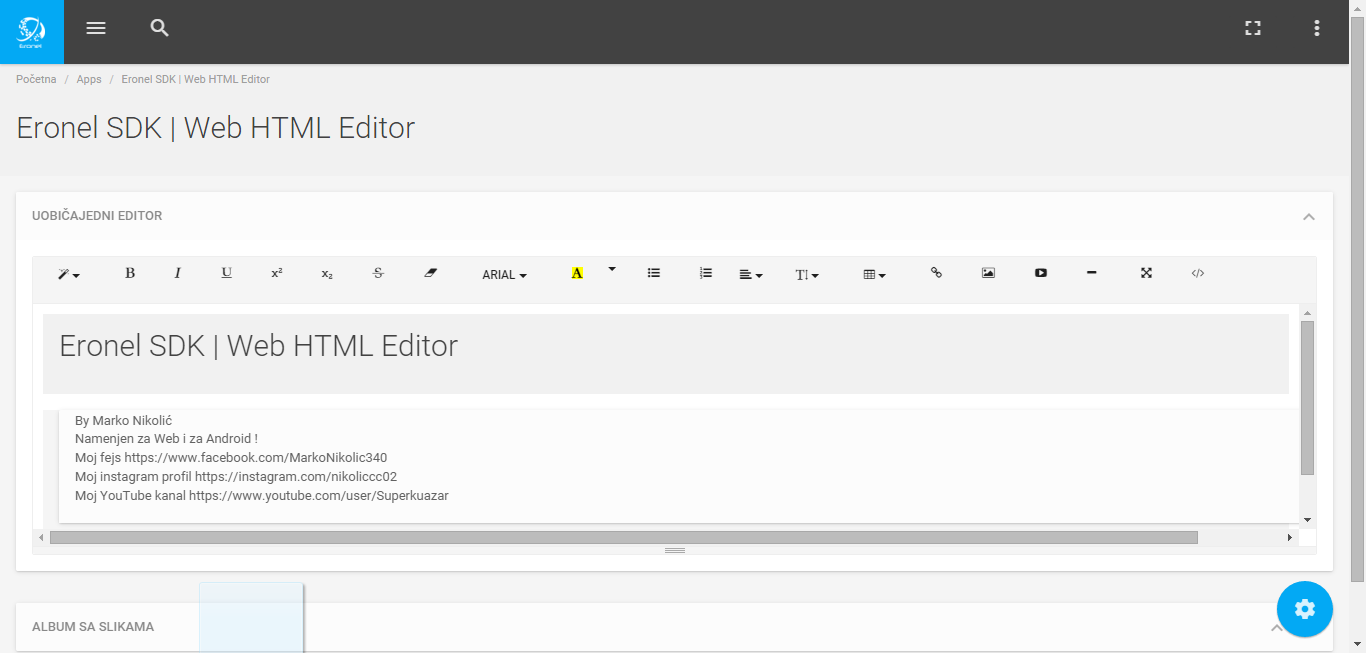 Početna / Apps / Eronel SDK | Web HTML Editor
Eronel SDK | Web HTML Editor
UOBIČAJEDNI EDITOR
B I U x² x₂ S ARIAL A T </>
Eronel SDK | Web HTML Editor
By Marko Nikolić
Namenjen za Web i za Android !
Moj fejs https://www.facebook.com/MarkoNikolic340
Moj instagram profil https://instagram.com/nikoliccc02
Moj YouTube kanal https://www.youtube.com/user/Superkuazar
ALBUM SA SLIKAMA